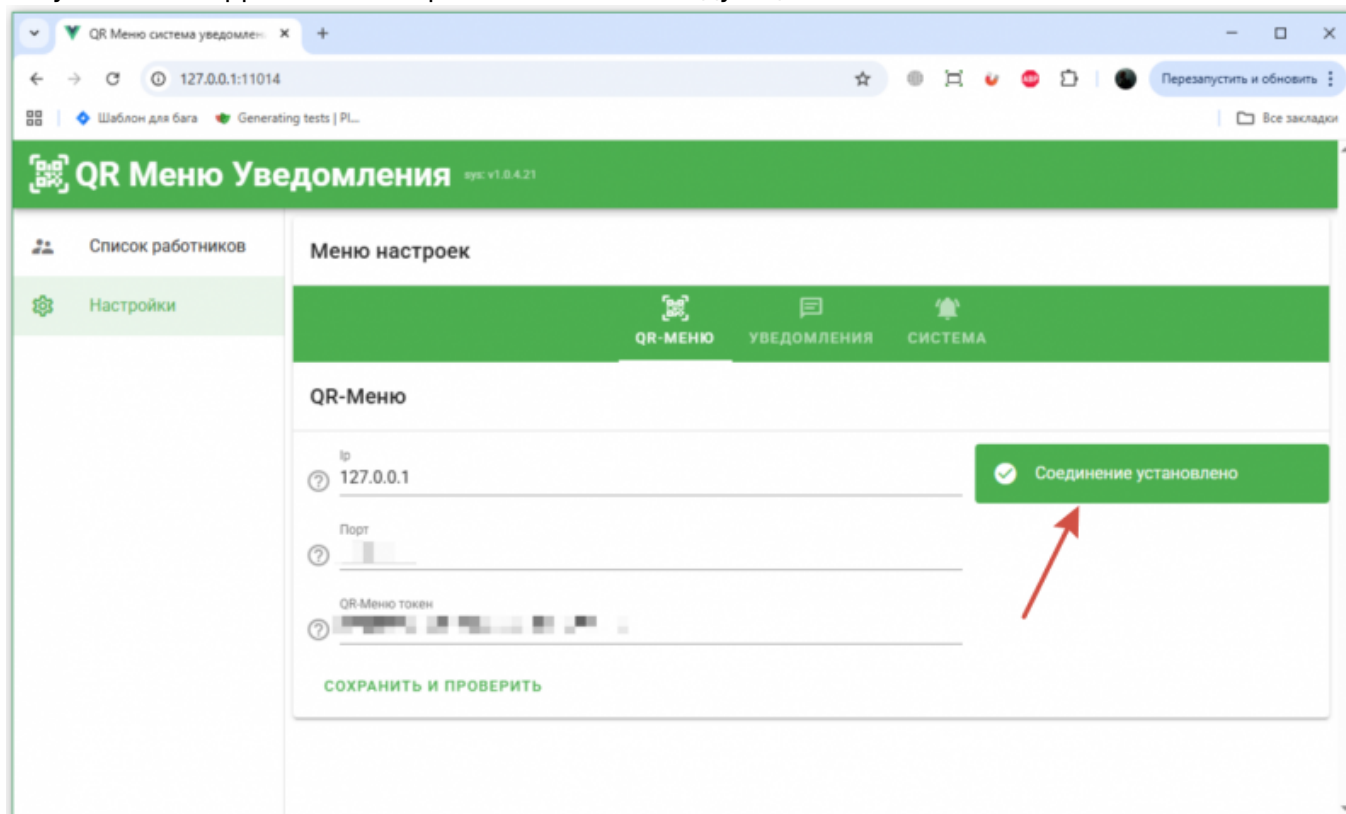 QR Меню система уведомлен
127.0.0.1:11014
ABP
Перезапустить и обновить
Шаблон для бага
Generating tests | Pl...
Все закладки
QR Меню Уведомления sys: v1.0.4.21
Список работников
Настройки
Меню настроек
QR-МЕНЮ
УВЕДОМЛЕНИЯ
СИСТЕМА
QR-Меню
Ip
127.0.0.1
Соединение установлено
Порт
QR-Меню токен
СОХРАНИТЬ И ПРОВЕРИТЬ